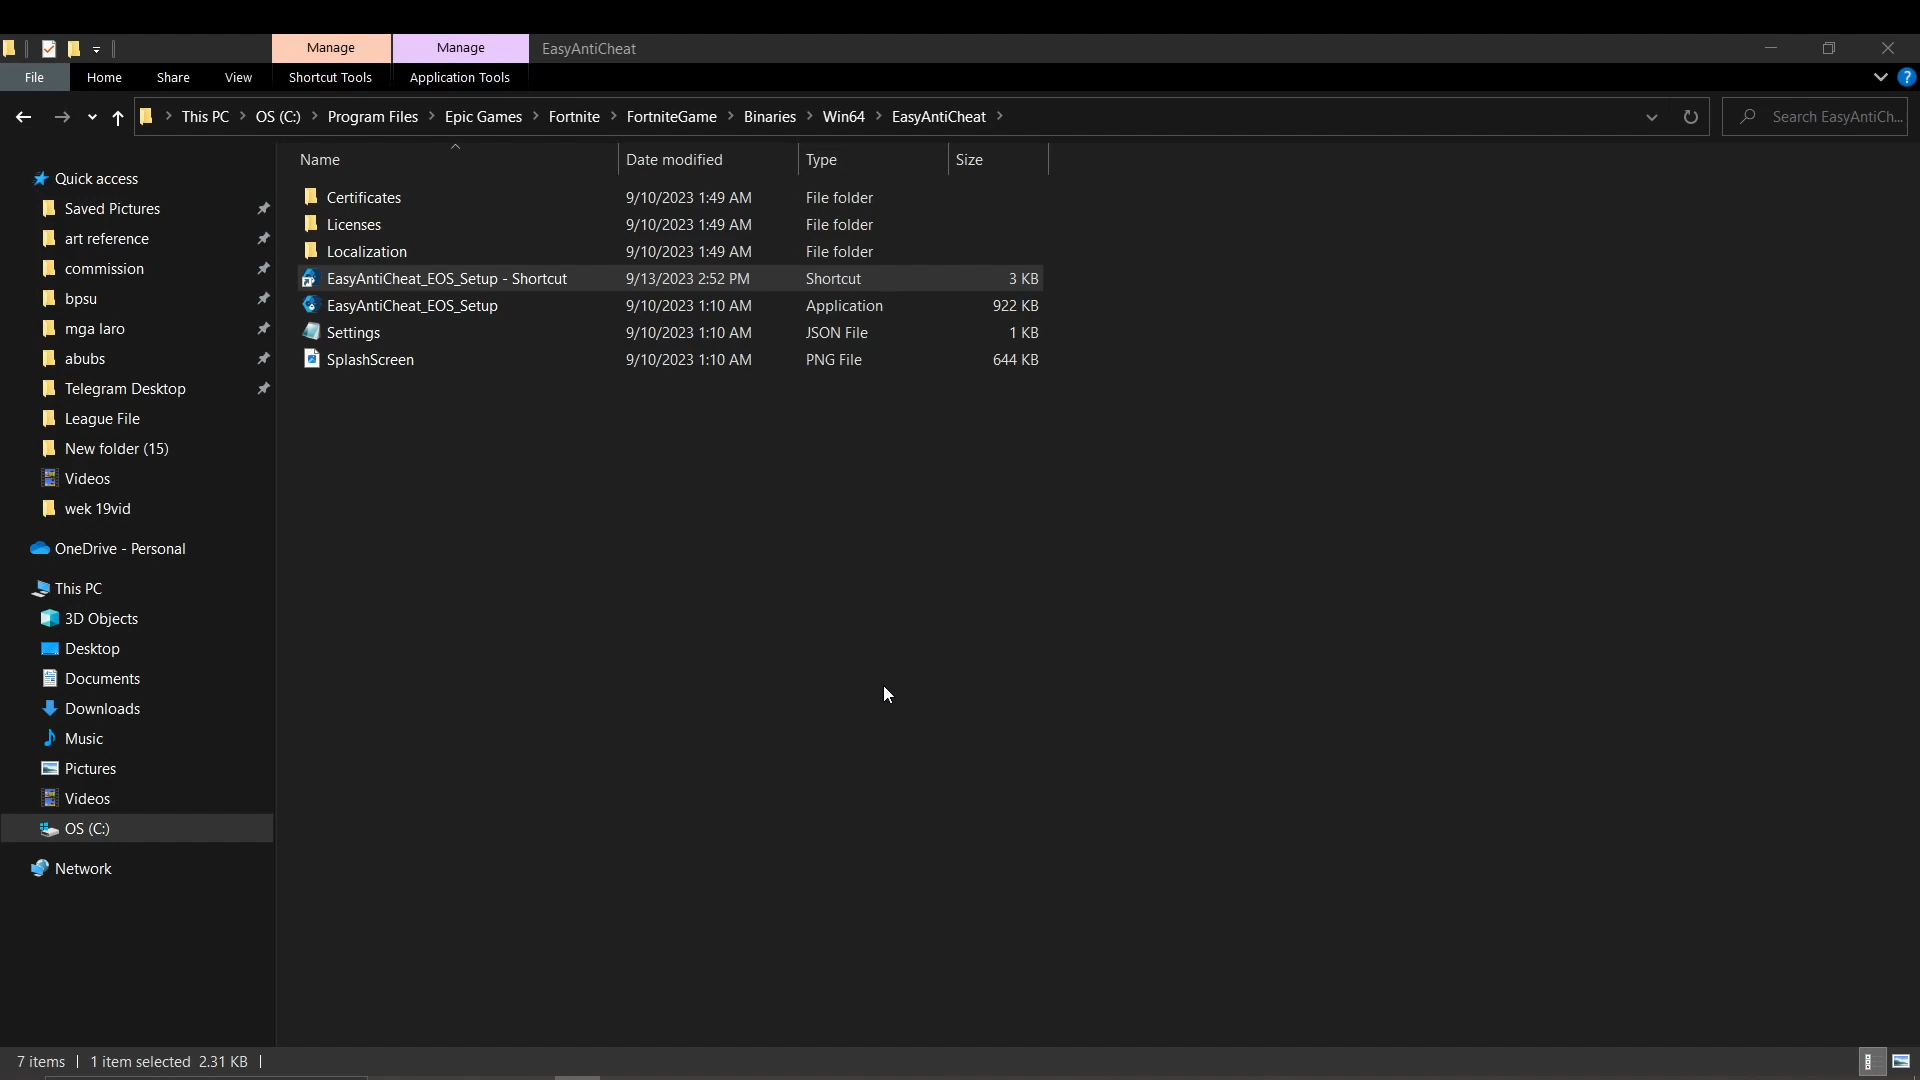 Manage Manage EasyAntiCheat
File Home Share View Shortcut Tools Application Tools ?
This PC OS (C:) Program Files Epic Games Fortnite FortniteGame Binaries Win64 EasyAntiCheat Search EasyAntiCh...
Name Date modified Type Size
Quick access
Saved Pictures
art reference
commission
bpsu
mga laro
abubs
Telegram Desktop
League File
New folder (15)
Videos
wek 19vid
OneDrive - Personal
This PC
3D Objects
Desktop
Documents
Downloads
Music
Pictures
Videos
OS (C:)
Network
Certificates 9/10/2023 1:49 AM File folder
Licenses 9/10/2023 1:49 AM File folder
Localization 9/10/2023 1:49 AM File folder
EasyAntiCheat_EOS_Setup - Shortcut 9/13/2023 2:52 PM Shortcut 3 KB
EasyAntiCheat_EOS_Setup 9/10/2023 1:10 AM Application 922 KB
Settings 9/10/2023 1:10 AM JSON File 1 KB
SplashScreen 9/10/2023 1:10 AM PNG File 644 KB
7 items 1 item selected 2.31 KB